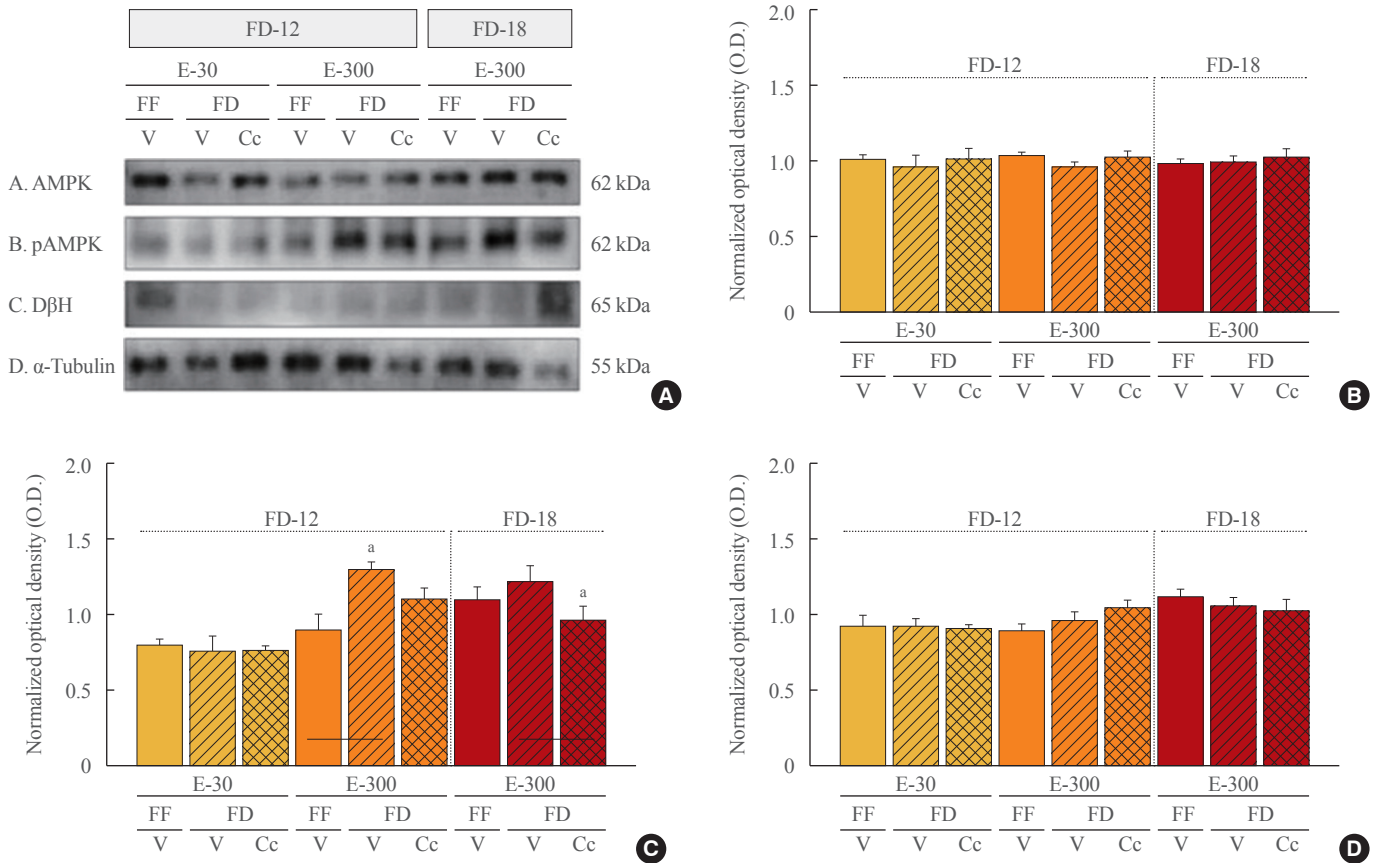 FD-12 FD-18
E-30 E-300 E-300
FF FD FF FD FF FD
V V Cc V V Cc V V Cc
A. AMPK 62 kDa
B. pAMPK 62 kDa
C. DβH 65 kDa
D. α-Tubulin 55 kDa
A
Normalized optical density (O.D.)
2.0
1.5
1.0
0.5
0
FD-12 FD-18
E-30 E-300 E-300
FF FD FF FD FF FD
V V Cc V V Cc V V Cc
B
Normalized optical density (O.D.)
2.0
1.5
1.0
0.5
0
FD-12 FD-18
a
a
E-30 E-300 E-300
FF FD FF FD FF FD
V V Cc V V Cc V V Cc
C
Normalized optical density (O.D.)
2.0
1.5
1.0
0.5
0
FD-12 FD-18
E-30 E-300 E-300
FF FD FF FD FF FD
V V Cc V V Cc V V Cc
D